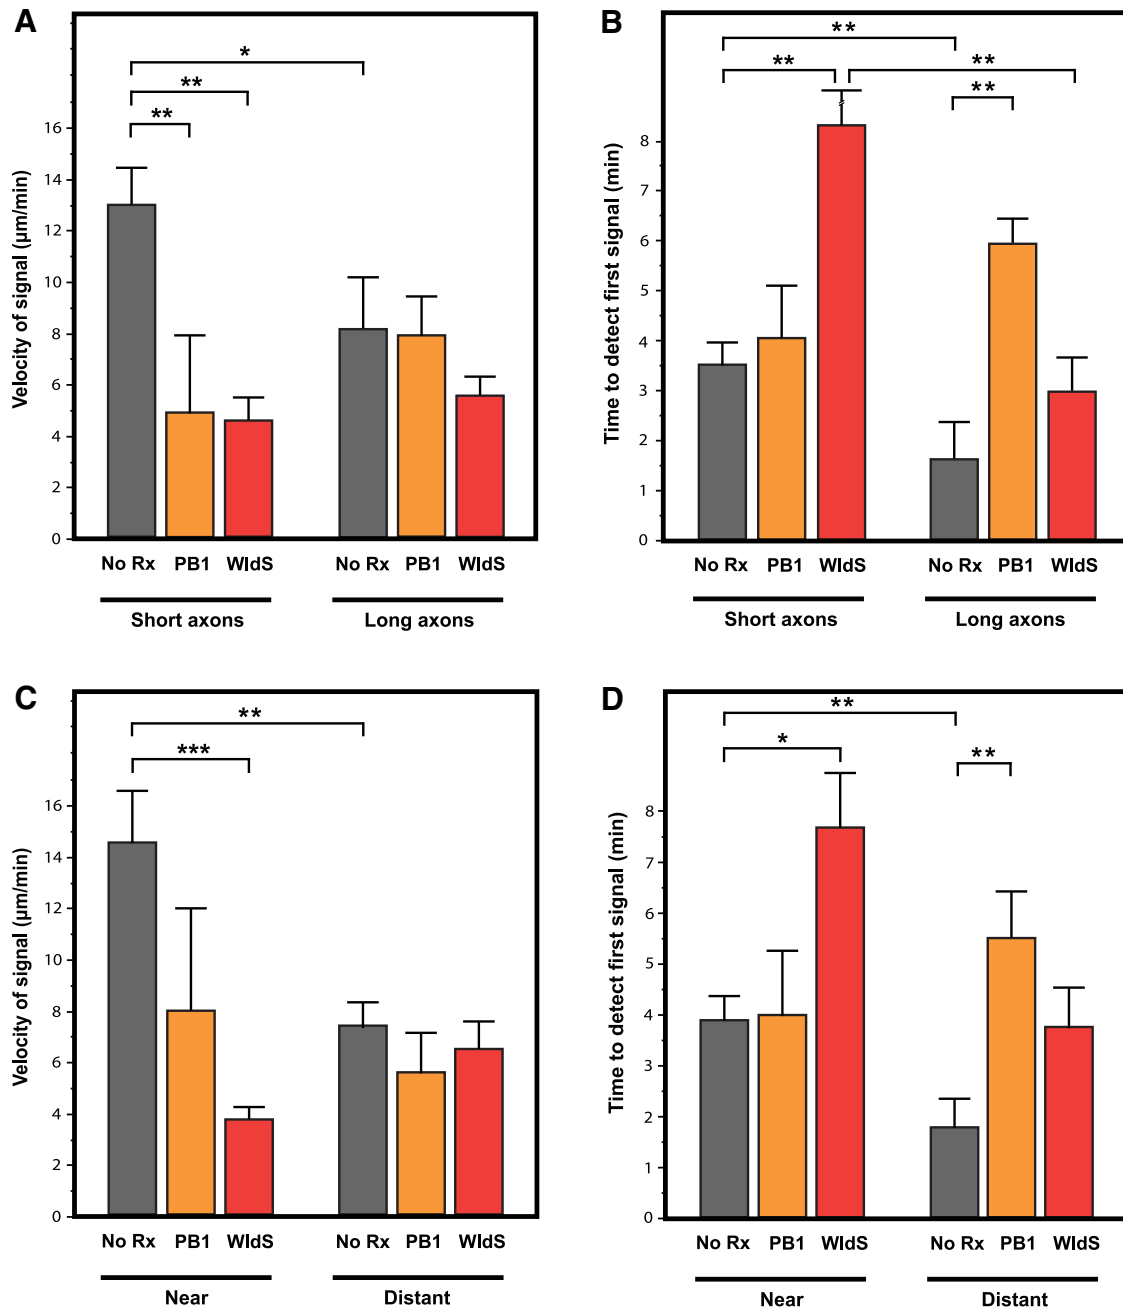 A
Velocity of signal (µm/min)
16
14
12
10
8
6
4
2
0
*
**
**
No Rx PB1 WldS No Rx PB1 WldS
Short axons Long axons
B
Time to detect first signal (min)
8
7
6
5
4
3
2
1
0
**
** **
**
No Rx PB1 WldS No Rx PB1 WldS
Short axons Long axons
C
Velocity of signal (µm/min)
16
14
12
10
8
6
4
2
0
**
***
No Rx PB1 WldS No Rx PB1 WldS
Near Distant
D
Time to detect first signal (min)
8
7
6
5
4
3
2
1
0
**
* **
No Rx PB1 WldS No Rx PB1 WldS
Near Distant